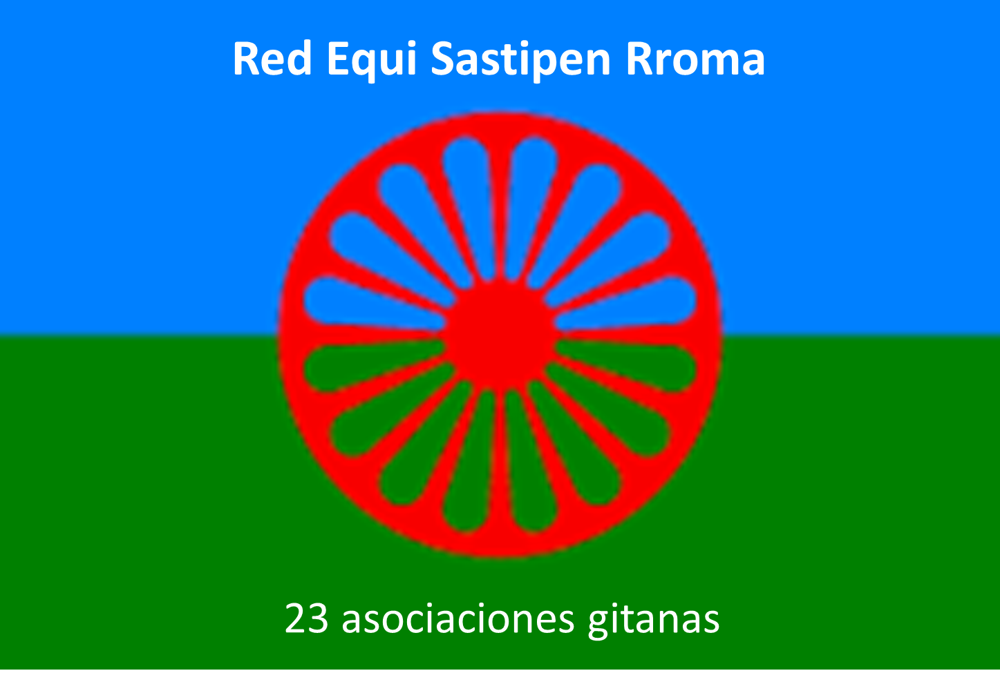 Red Equi Sastipen Rroma
23 asociaciones gitanas